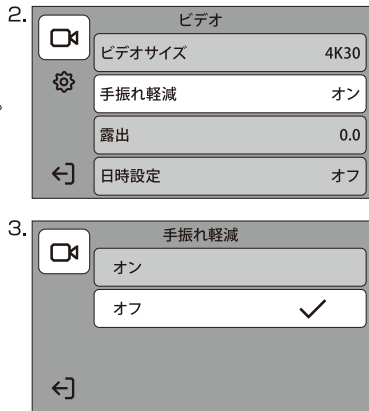 2.
ビデオ
ビデオサイズ 4K30
手振れ軽減 オン
露出 0.0
日時設定 オフ
3.
手振れ軽減
オン
オフ